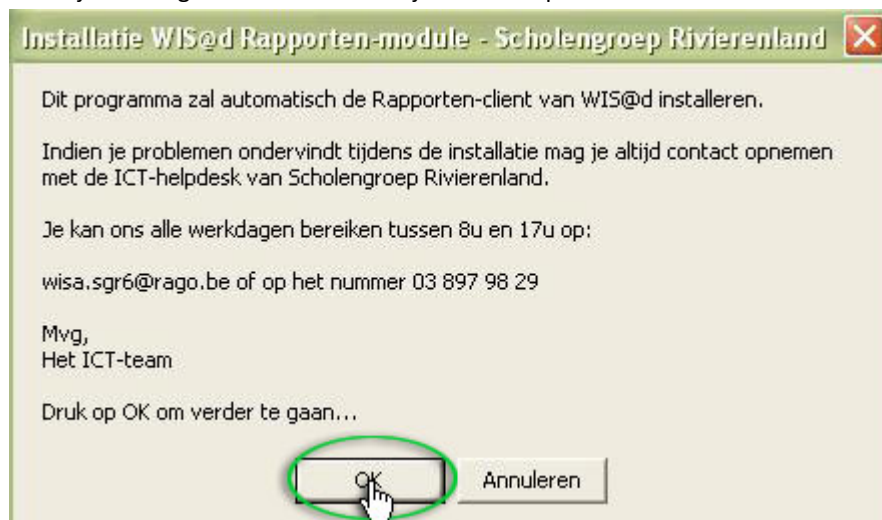 Installatie WIS@d Rapporten-module - Scholengroep Rivierenland
Dit programma zal automatisch de Rapporten-client van WIS@d installeren.
Indien je problemen ondervindt tijdens de installatie mag je altijd contact opnemen
met de ICT-helpdesk van Scholengroep Rivierenland.
Je kan ons alle werkdagen bereiken tussen 8u en 17u op:
wisa.sgr6@rago.be of op het nummer 03 897 98 29
Mvg,
Het ICT-team
Druk op OK om verder te gaan...
OK Annuleren